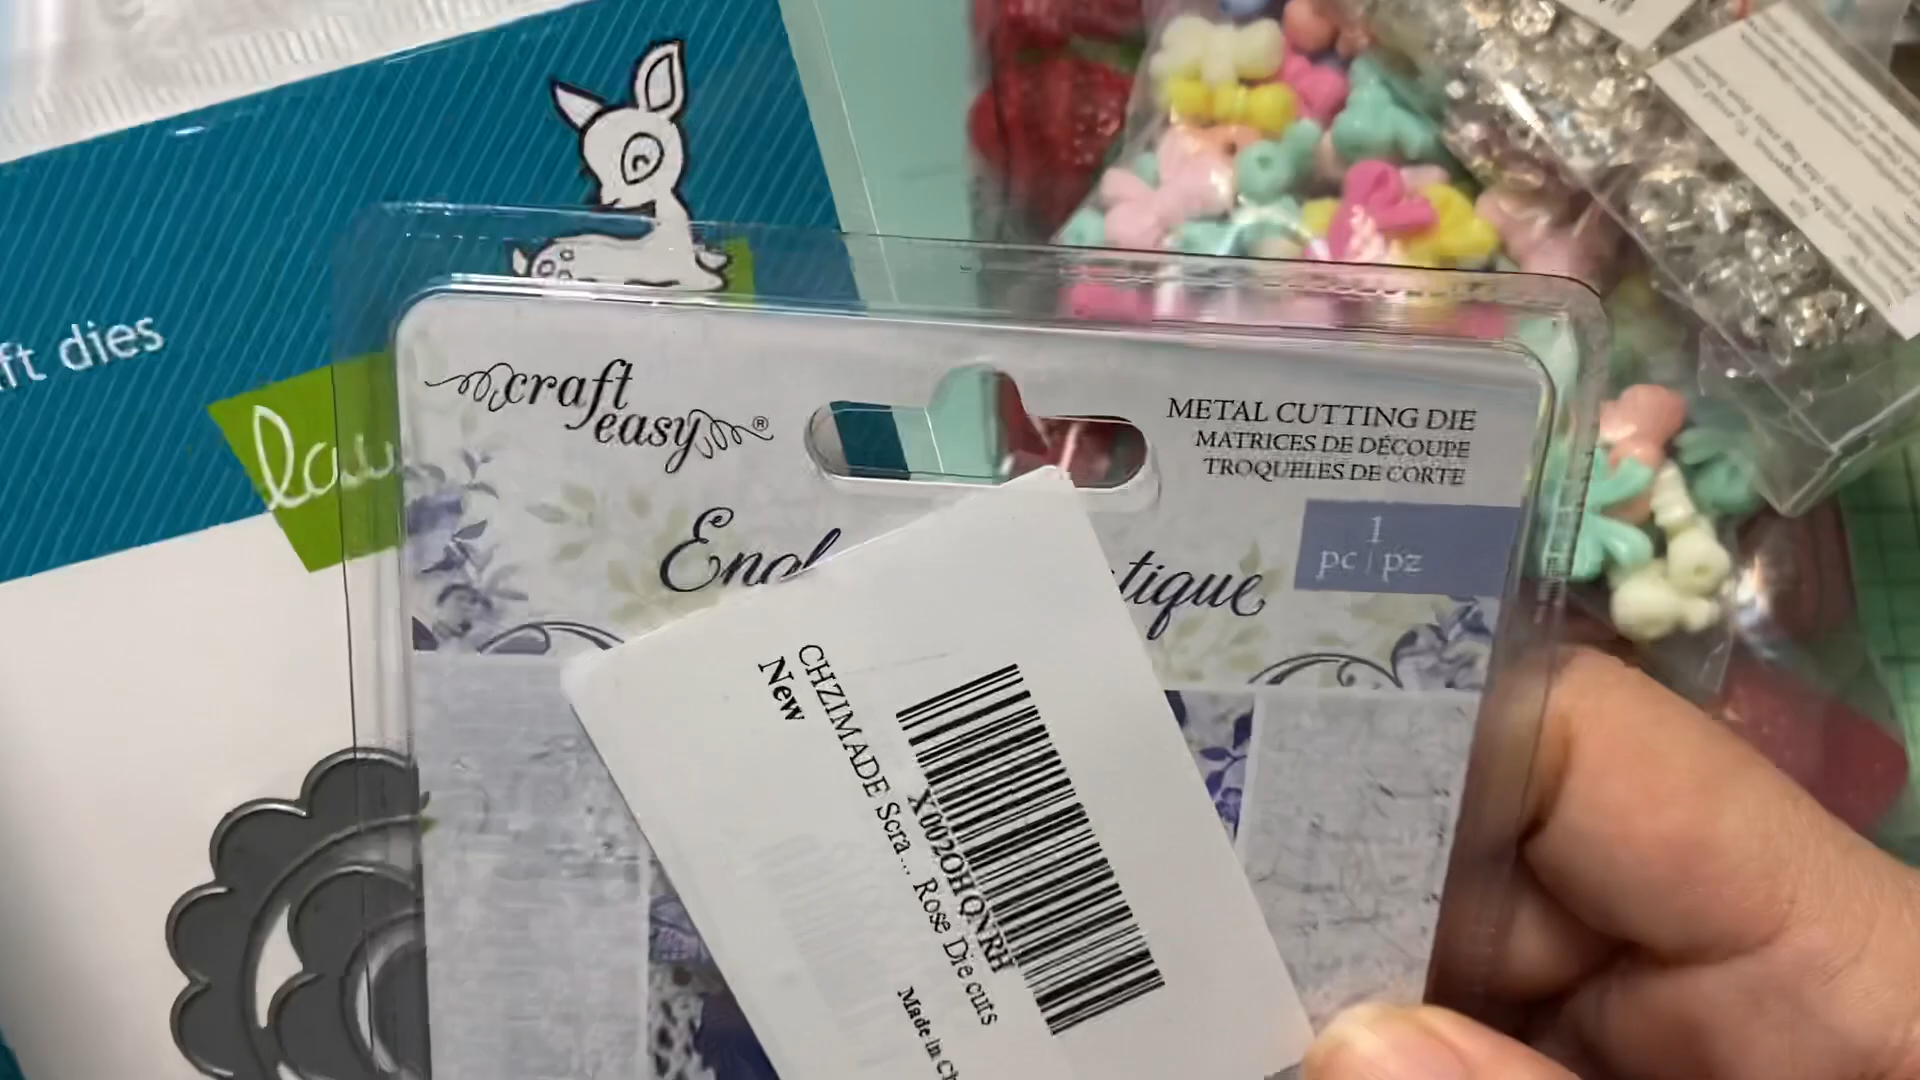 ft dies
craft
easy®
METAL CUTTING DIE
MATRICES DE DÉCOUPE
TROQUELES DE CORTE
1
pc | pz
tique
X002OHQNRH
CHZIMADE Scra... Rose Die cuts
New
Made in Ch